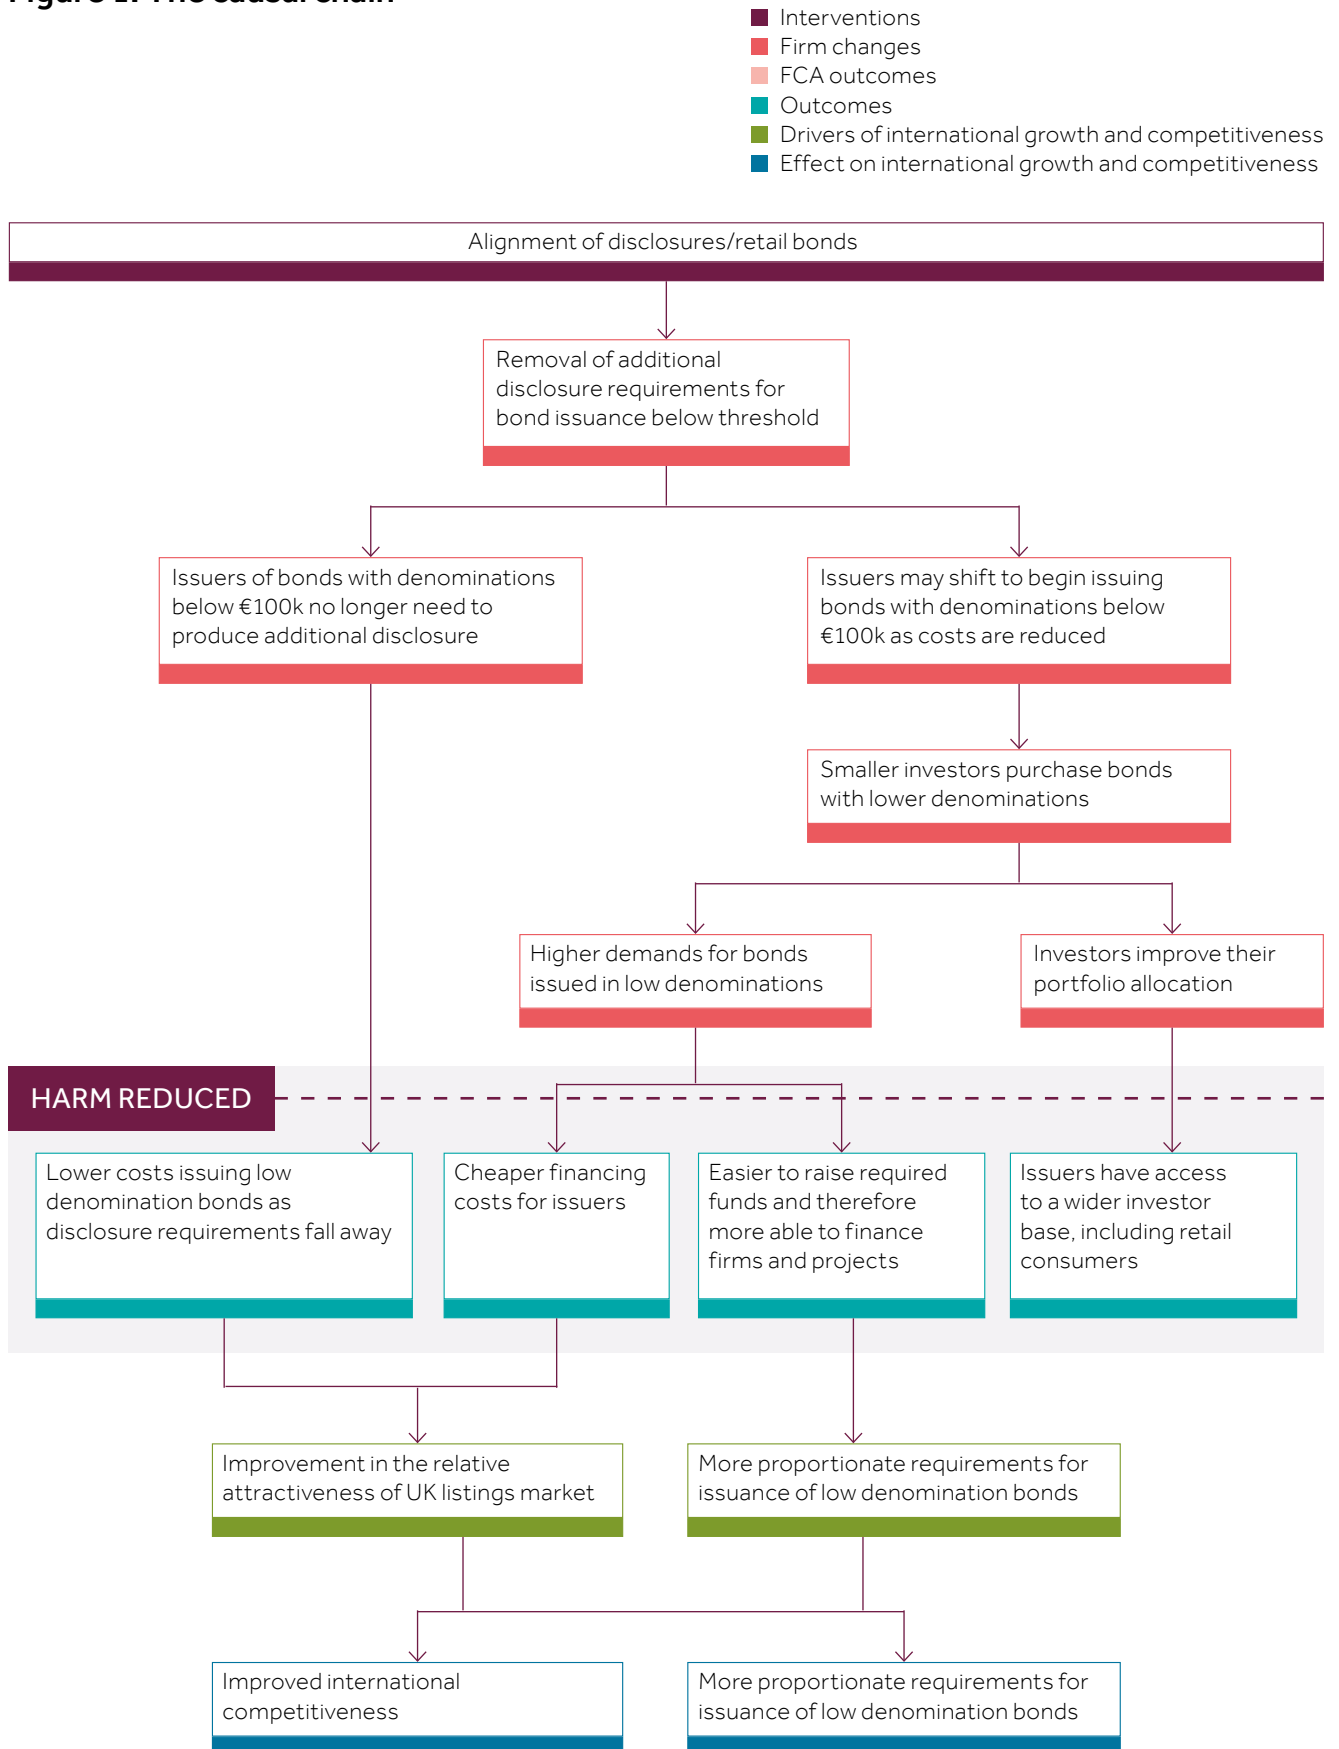 Figure 1: The causal chain
Interventions
Firm changes
FCA outcomes
Outcomes
Drivers of international growth and competitiveness
Effect on international growth and competitiveness
Alignment of disclosures/retail bonds
Removal of additional
disclosure requirements for
bond issuance below threshold
Issuers of bonds with denominations
below €100k no longer need to
produce additional disclosure
Issuers may shift to begin issuing
bonds with denominations below
€100k as costs are reduced
Smaller investors purchase bonds
with lower denominations
Higher demands for bonds
issued in low denominations
Investors improve their
portfolio allocation
HARM REDUCED
Lower costs issuing low
denomination bonds as
disclosure requirements fall away
Cheaper financing
costs for issuers
Easier to raise required
funds and therefore
more able to finance
firms and projects
Issuers have access
to a wider investor
base, including retail
consumers
Improvement in the relative
attractiveness of UK listings market
More proportionate requirements for
issuance of low denomination bonds
Improved international
competitiveness
More proportionate requirements for
issuance of low denomination bonds